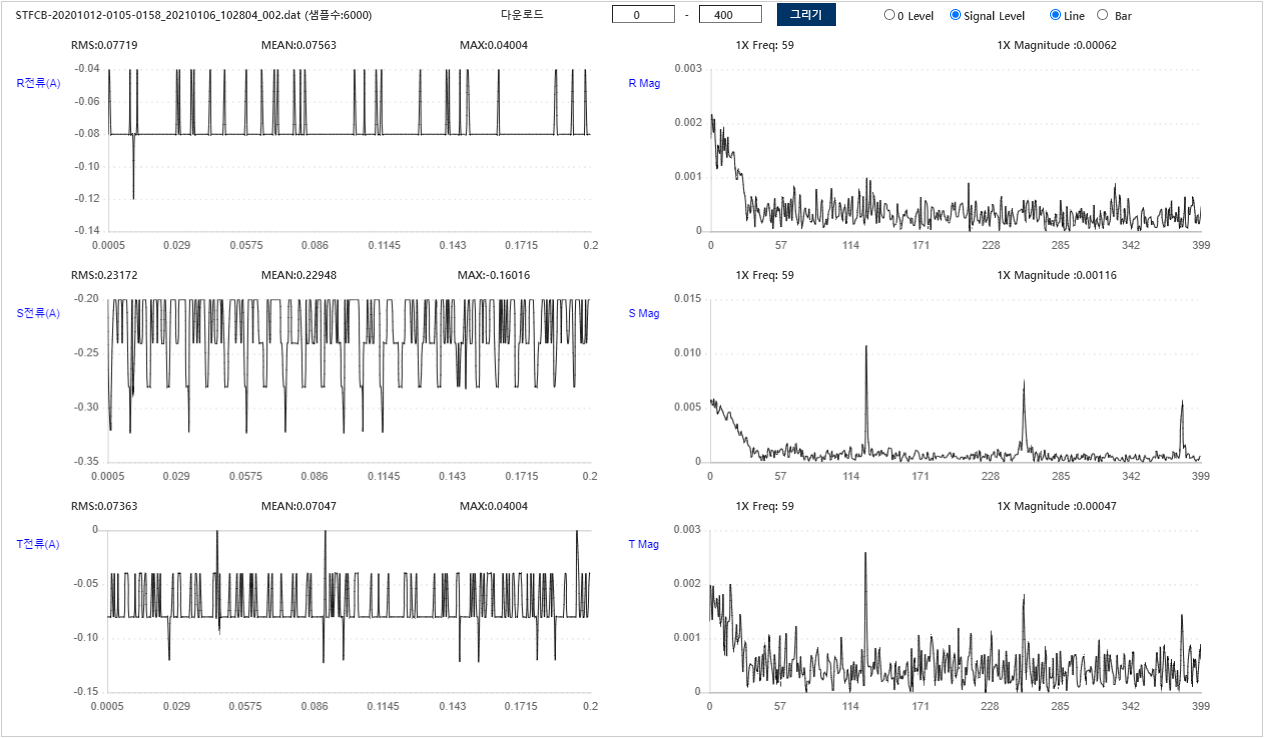 STFCB-20201012-0105-0158_20210106_102804_002.dat (샘플수:6000) 다운로드 0 - 400 그리기 0 Level Signal Level Line Bar
RMS:0.07719 MEAN:0.07563 MAX:0.04004 1X Freq: 59 1X Magnitude :0.00062
R전류(A)
-0.04
-0.06
-0.08
-0.10
-0.12
-0.14
0.0005 0.029 0.0575 0.086 0.1145 0.143 0.1715 0.2
R Mag
0.003
0.002
0.001
0
0 57 114 171 228 285 342 399
RMS:0.23172 MEAN:0.22948 MAX:-0.16016 1X Freq: 59 1X Magnitude :0.00116
S전류(A)
-0.20
-0.25
-0.30
-0.35
0.0005 0.029 0.0575 0.086 0.1145 0.143 0.1715 0.2
S Mag
0.015
0.010
0.005
0
0 57 114 171 228 285 342 399
RMS:0.07363 MEAN:0.07047 MAX:0.04004 1X Freq: 59 1X Magnitude :0.00047
T전류(A)
0
-0.05
-0.10
-0.15
0.0005 0.029 0.0575 0.086 0.1145 0.143 0.1715 0.2
T Mag
0.003
0.002
0.001
0
0 57 114 171 228 285 342 399